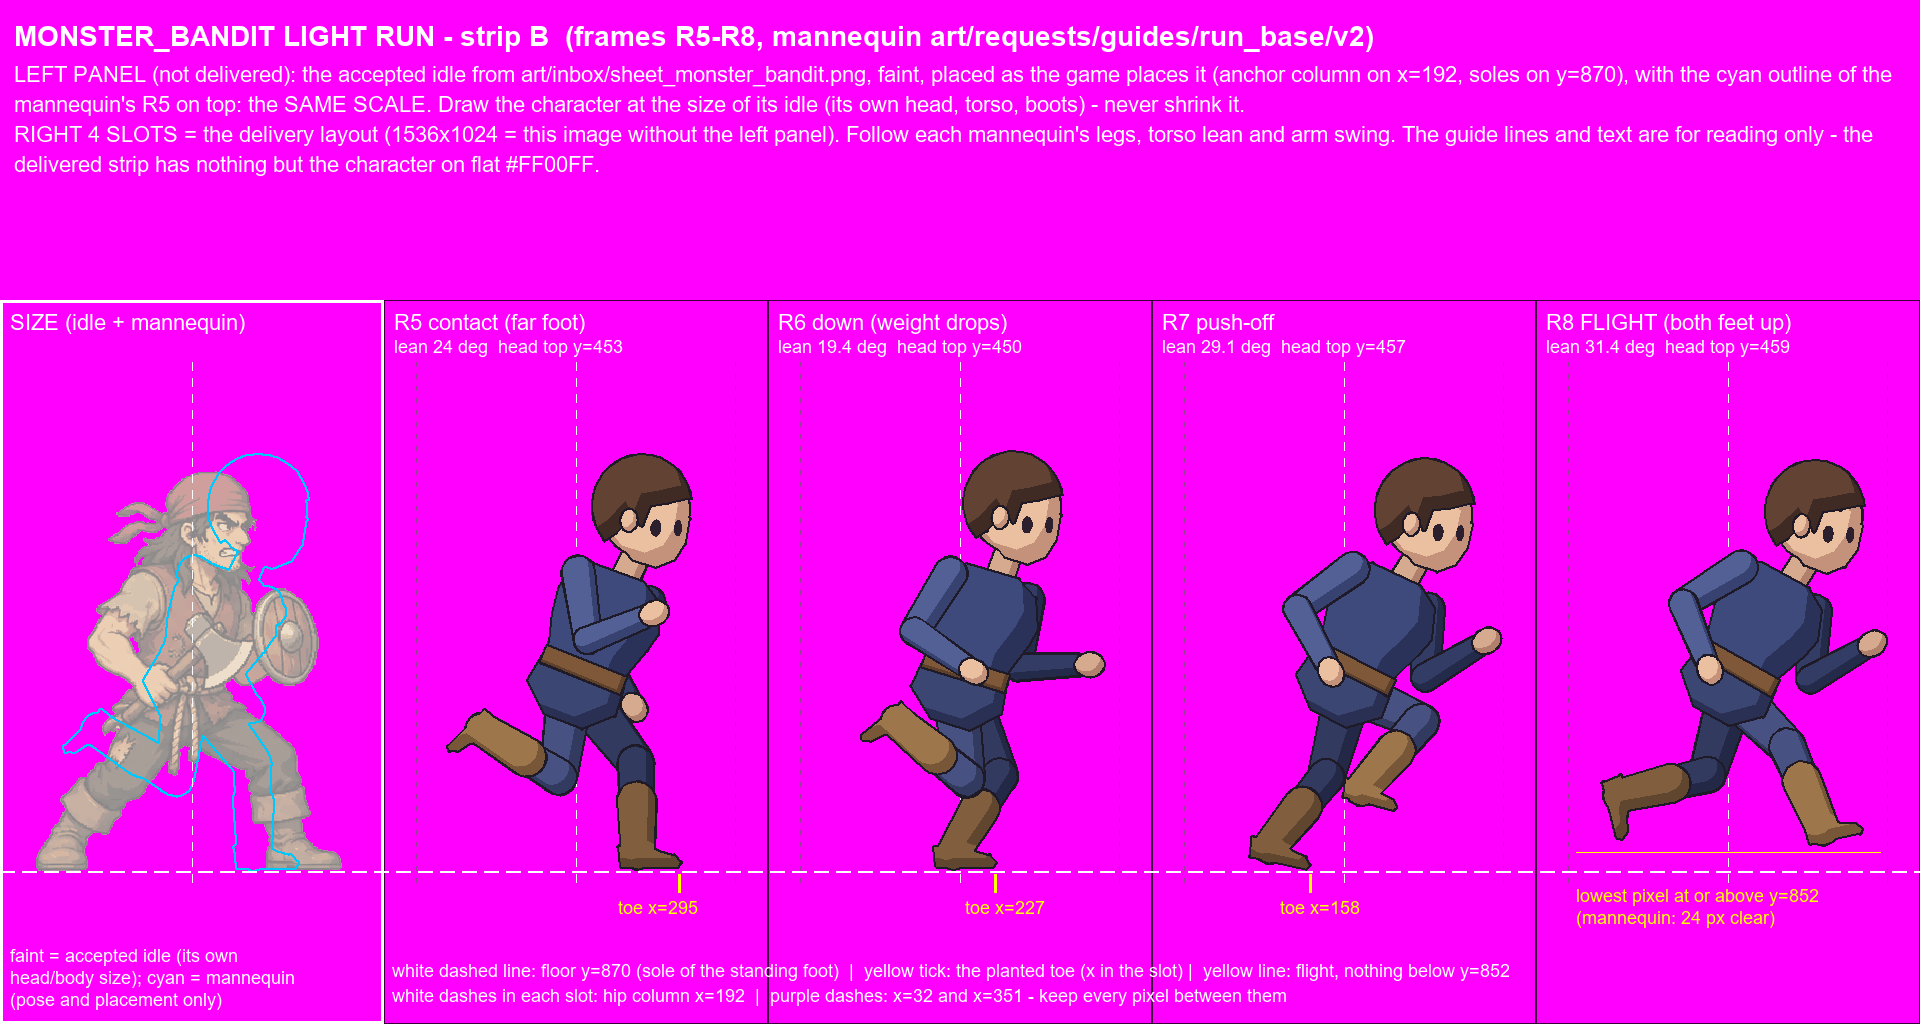 MONSTER_BANDIT LIGHT RUN - strip B  (frames R5-R8, mannequin art/requests/guides/run_base/v2)
LEFT PANEL (not delivered): the accepted idle from art/inbox/sheet_monster_bandit.png, faint, placed as the game places it (anchor column on x=192, soles on y=870), with the cyan outline of the
mannequin's R5 on top: the SAME SCALE. Draw the character at the size of its idle (its own head, torso, boots) - never shrink it.
RIGHT 4 SLOTS = the delivery layout (1536x1024 = this image without the left panel). Follow each mannequin's legs, torso lean and arm swing. The guide lines and text are for reading only - the
delivered strip has nothing but the character on flat #FF00FF.
SIZE (idle + mannequin)
R5 contact (far foot)
lean 24 deg  head top y=453
R6 down (weight drops)
lean 19.4 deg  head top y=450
R7 push-off
lean 29.1 deg  head top y=457
R8 FLIGHT (both feet up)
lean 31.4 deg  head top y=459
toe x=295
toe x=227
toe x=158
lowest pixel at or above y=852
(mannequin: 24 px clear)
faint = accepted idle (its own
head/body size); cyan = mannequin
(pose and placement only)
white dashed line: floor y=870 (sole of the standing foot)  |  yellow tick: the planted toe (x in the slot) |  yellow line: flight, nothing below y=852
white dashes in each slot: hip column x=192  |  purple dashes: x=32 and x=351 - keep every pixel between them